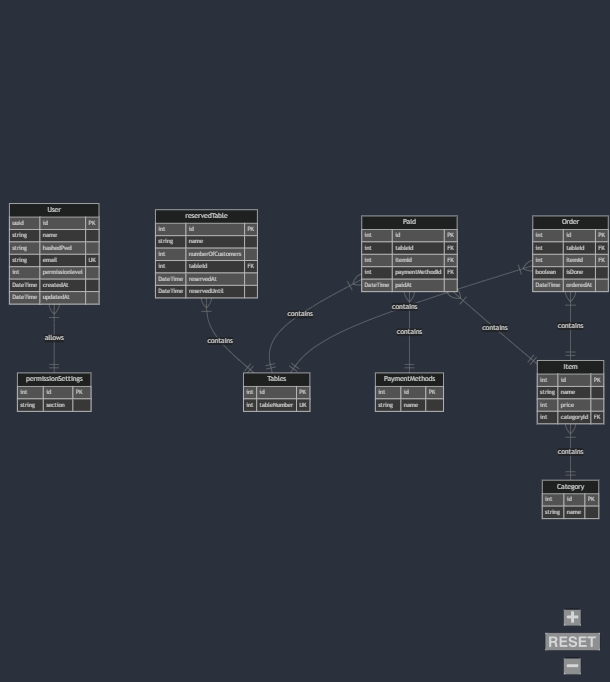 User
uuid id PK
string name
string hashedPwd
string email UK
int permissionlevel
DateTime createdAt
DateTime updatedAt
reservedTable
int id PK
string name
int numberOfCustomers
int tableId FK
DateTime reservedAt
DateTime reservedUntil
Paid
int id PK
int tableId FK
int itemId FK
int paymentMethodId FK
DateTime paidAt
Order
int id PK
int tableId FK
int itemId FK
boolean isDone
DateTime orderedAt
contains
contains
allows
contains
contains
contains
contains
permissionSettings
int id PK
string section
Tables
int id PK
int tableNumber UK
PaymentMethods
int id PK
string name
Item
int id PK
string name
int price
int categoryId FK
contains
Category
int id PK
string name
+
RESET
−